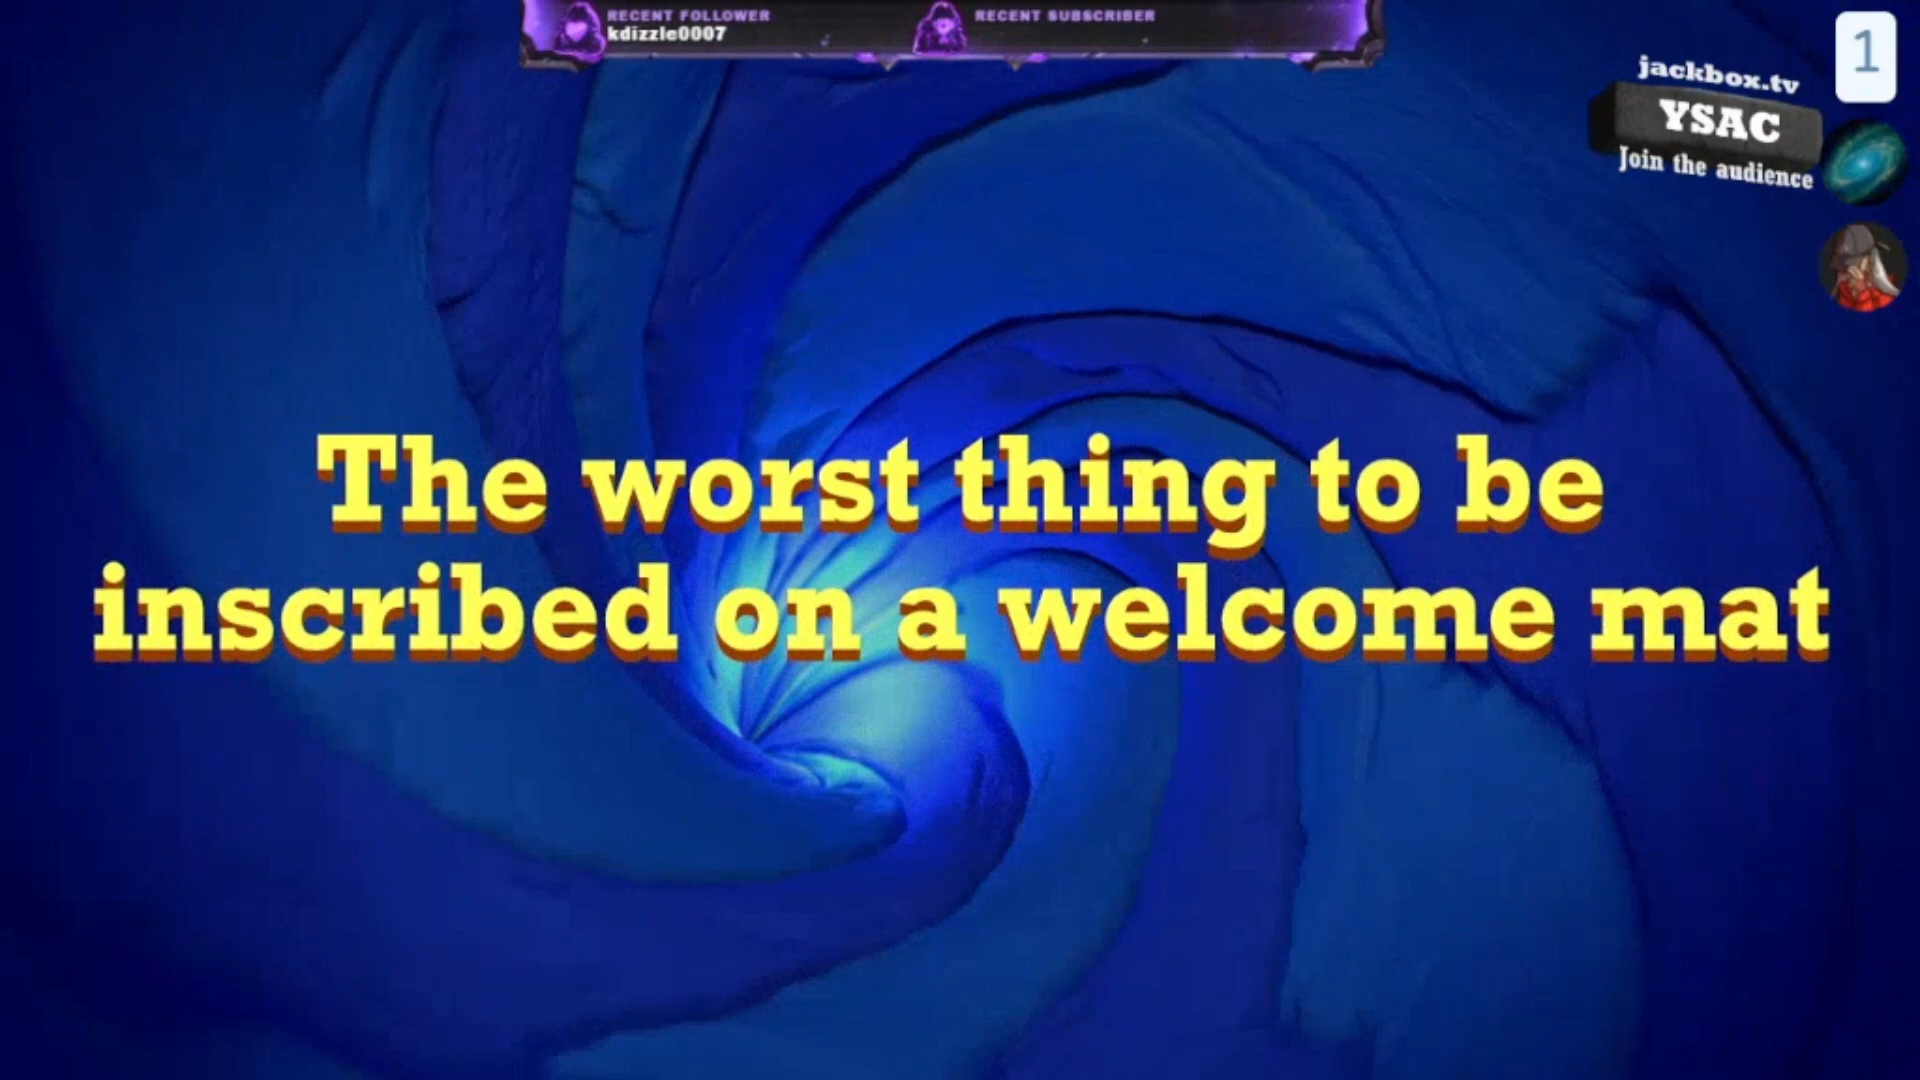 RECENT FOLLOWER
kdizzle0007
RECENT SUBSCRIBER
1
jackbox.tv
YSAC
Join the audience
The worst thing to be
inscribed on a welcome mat